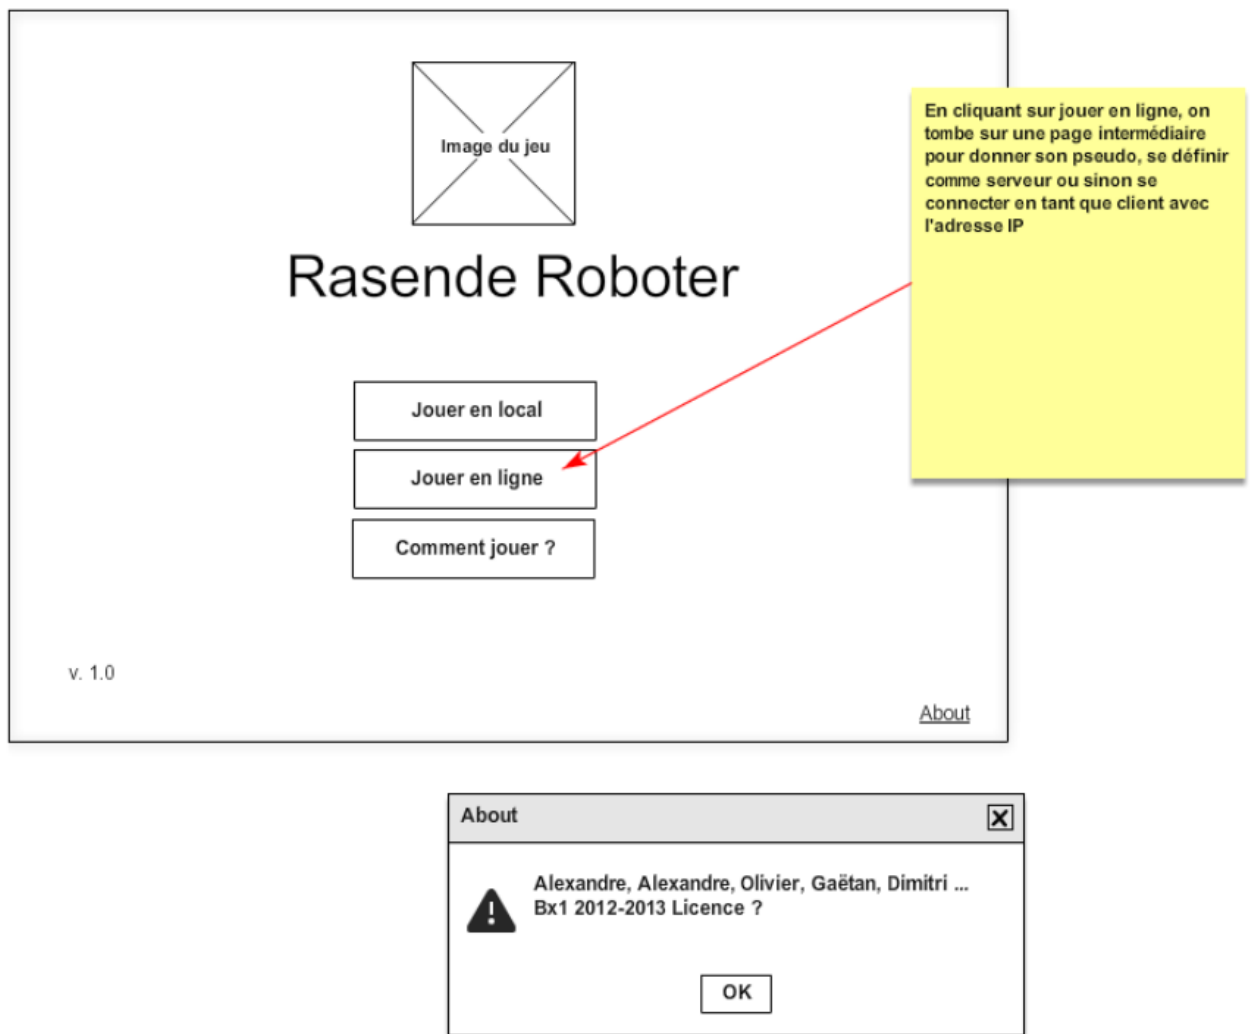 Image du jeu
En cliquant sur jouer en ligne, on
tombe sur une page intermédiaire
pour donner son pseudo, se définir
comme serveur ou sinon se
connecter en tant que client avec
l'adresse IP
Rasende Roboter
Jouer en local
Jouer en ligne
Comment jouer ?
v. 1.0
About
About
Alexandre, Alexandre, Olivier, Gaëtan, Dimitri ...
Bx1 2012-2013 Licence ?
OK